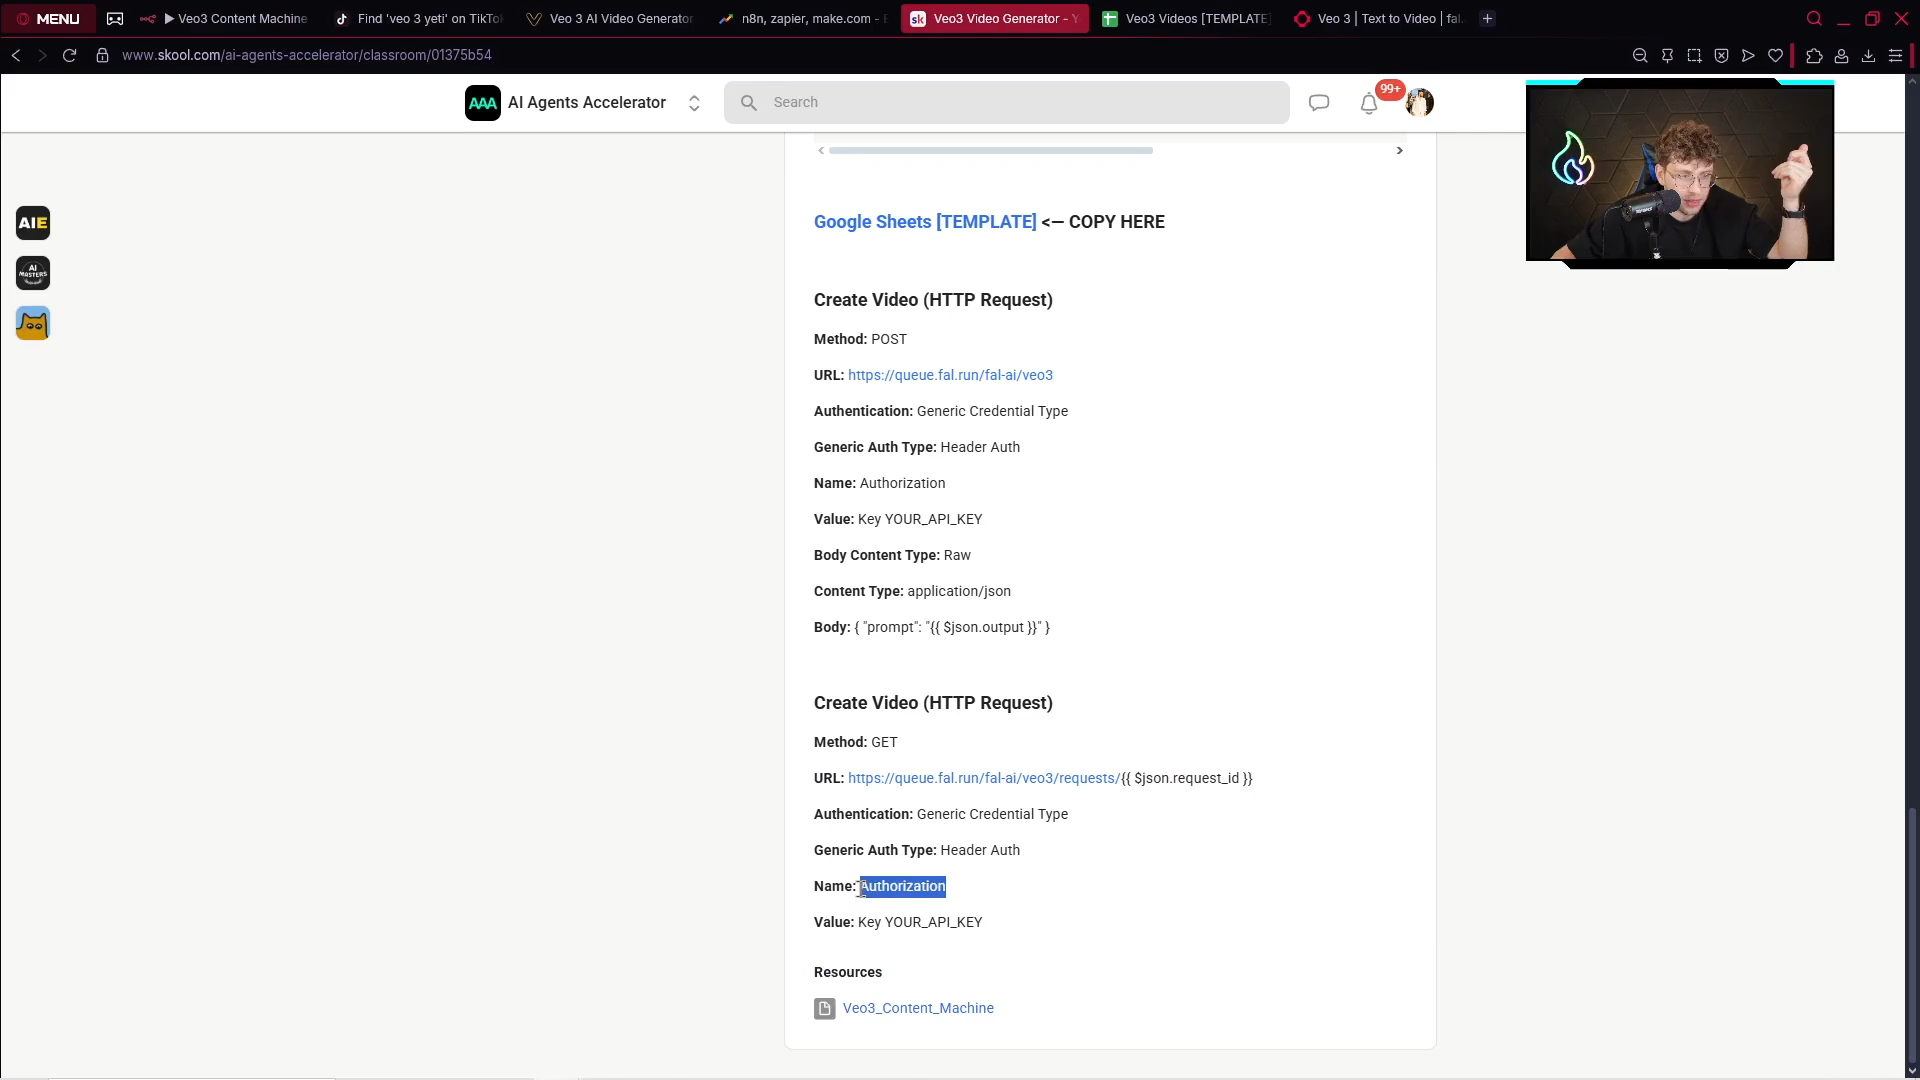 MENU
Veo3 Content Machine
Find 'veo 3 yeti' on TikTo
Veo 3 AI Video Generator
n8n, zapier, make.com -
sk
Veo3 Video Generator - Y
Veo3 Videos [TEMPLATE]
Veo 3 | Text to Video | fal.
www.skool.com/ai-agents-accelerator/classroom/01375b54
AAA
AI Agents Accelerator
Search
99+
AIE
AI
MASTERS
Google Sheets [TEMPLATE] <— COPY HERE
Create Video (HTTP Request)
Method: POST
URL: https://queue.fal.run/fal-ai/veo3
Authentication: Generic Credential Type
Generic Auth Type: Header Auth
Name: Authorization
Value: Key YOUR_API_KEY
Body Content Type: Raw
Content Type: application/json
Body: { "prompt": "{{ $json.output }}" }
Create Video (HTTP Request)
Method: GET
URL: https://queue.fal.run/fal-ai/veo3/requests/{{ $json.request_id }}
Authentication: Generic Credential Type
Generic Auth Type: Header Auth
Name: Authorization
Value: Key YOUR_API_KEY
Resources
Veo3_Content_Machine